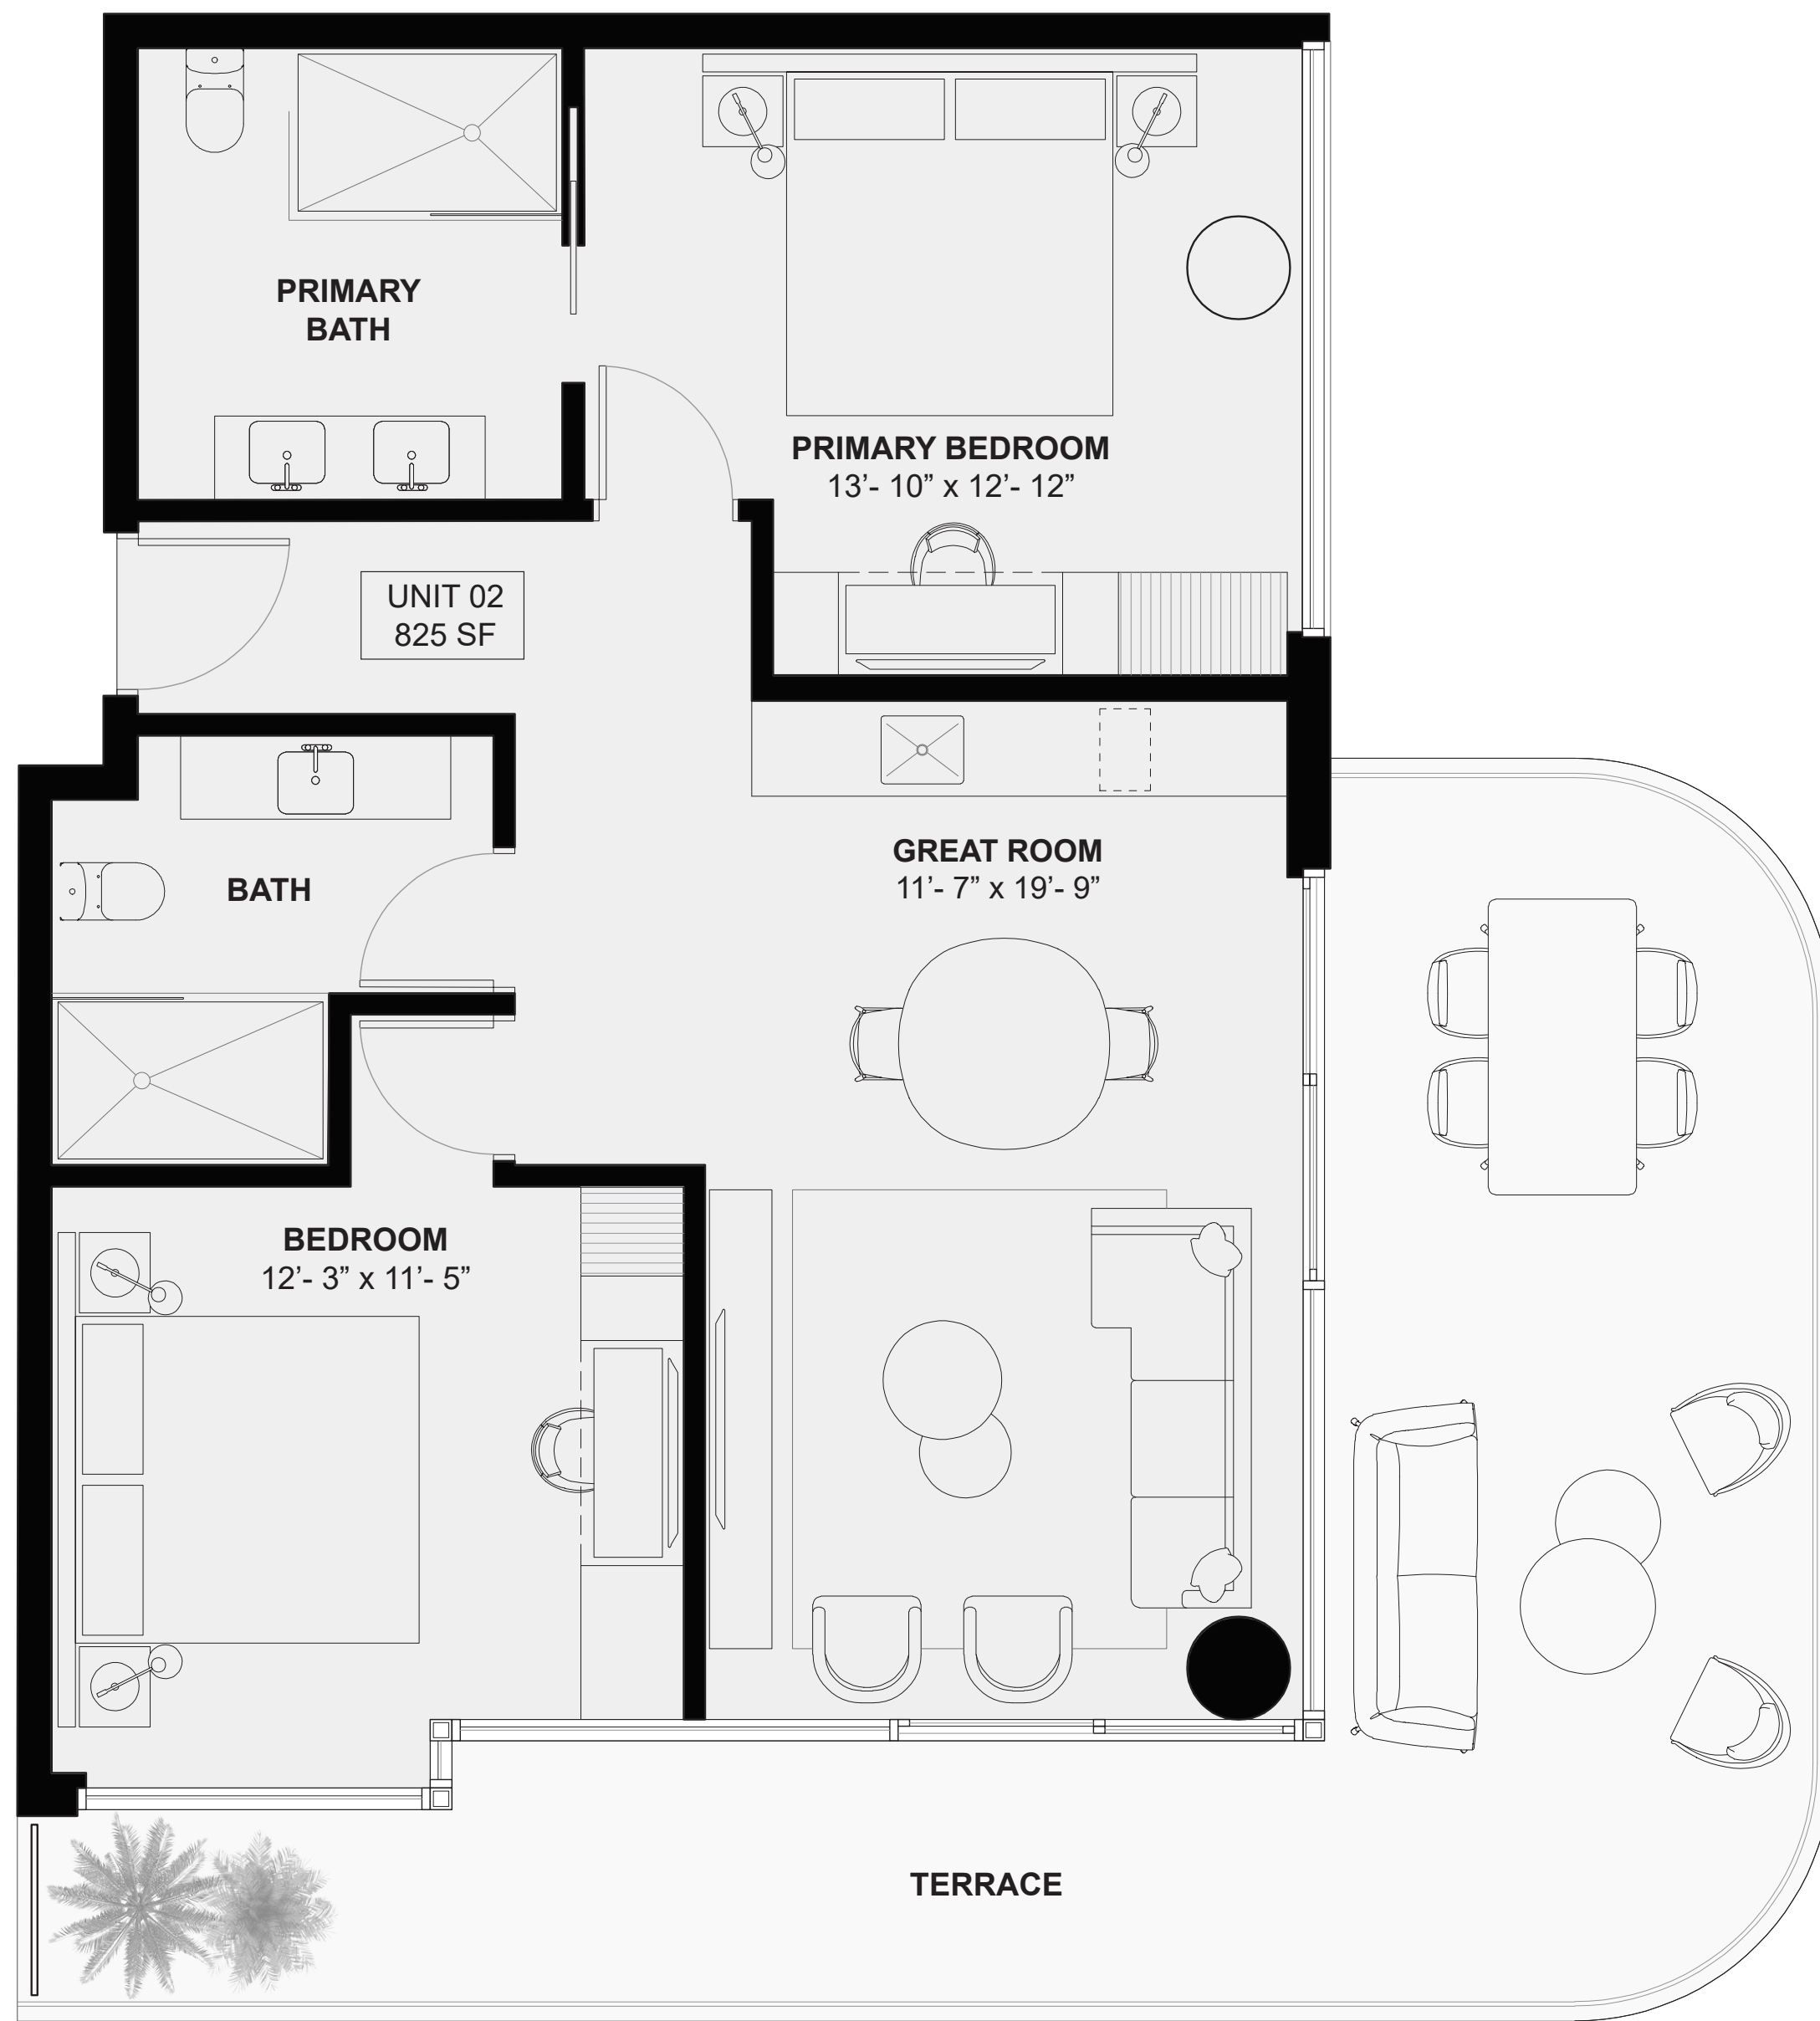 PRIMARY
BATH
PRIMARY BEDROOM
13’- 10” x 12’- 12”
UNIT 02
825 SF
GREAT ROOM
11’- 7” x 19’- 9”
BATH
BEDROOM
12’- 3” x 11’- 5”
TERRACE